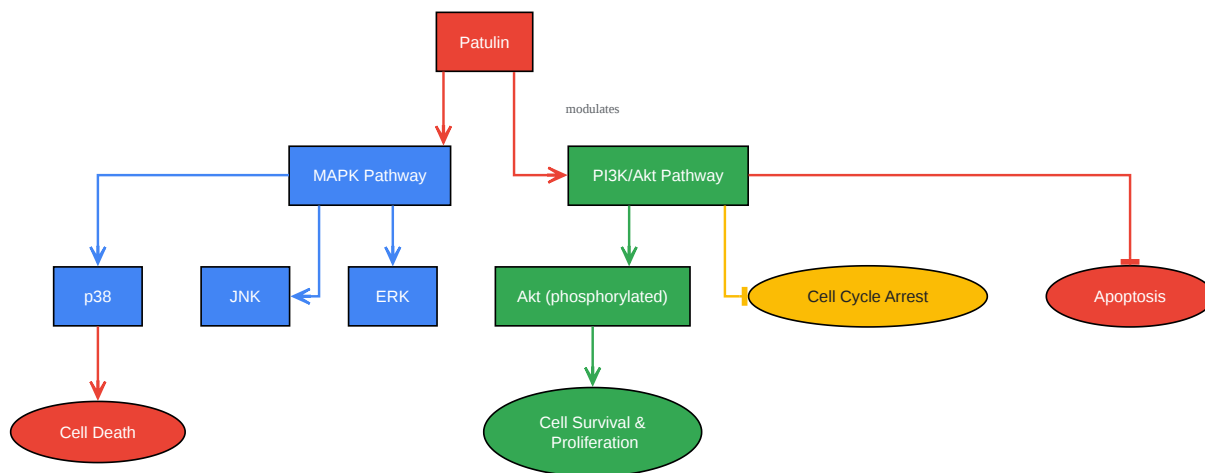 Patulin
modulates
MAPK Pathway
PI3K/Akt Pathway
p38
JNK
ERK
Akt (phosphorylated)
Cell Cycle Arrest
Apoptosis
Cell Death
Cell Survival &
Proliferation